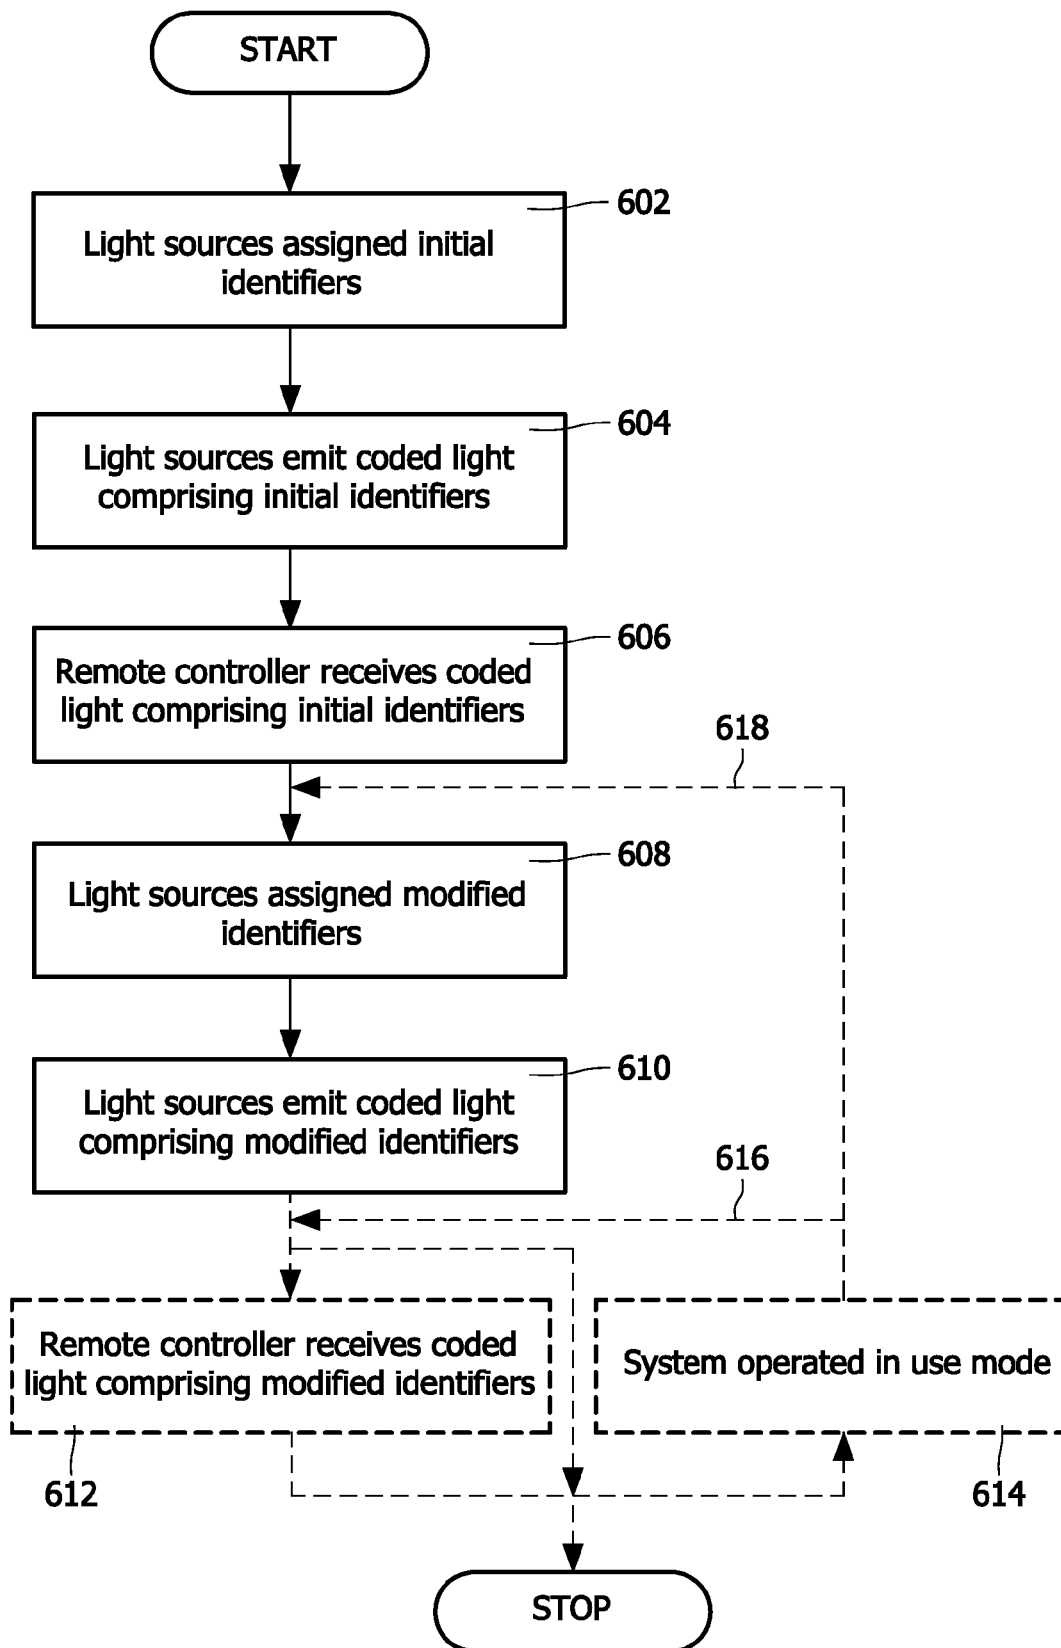 START
602
Light sources assigned initial
identifiers
604
Light sources emit coded light
comprising initial identifiers
606
Remote controller receives coded
light comprising initial identifiers
618
608
Light sources assigned modified
identifiers
610
Light sources emit coded light
comprising modified identifiers
616
Remote controller receives coded
light comprising modified identifiers
System operated in use mode
612
614
STOP